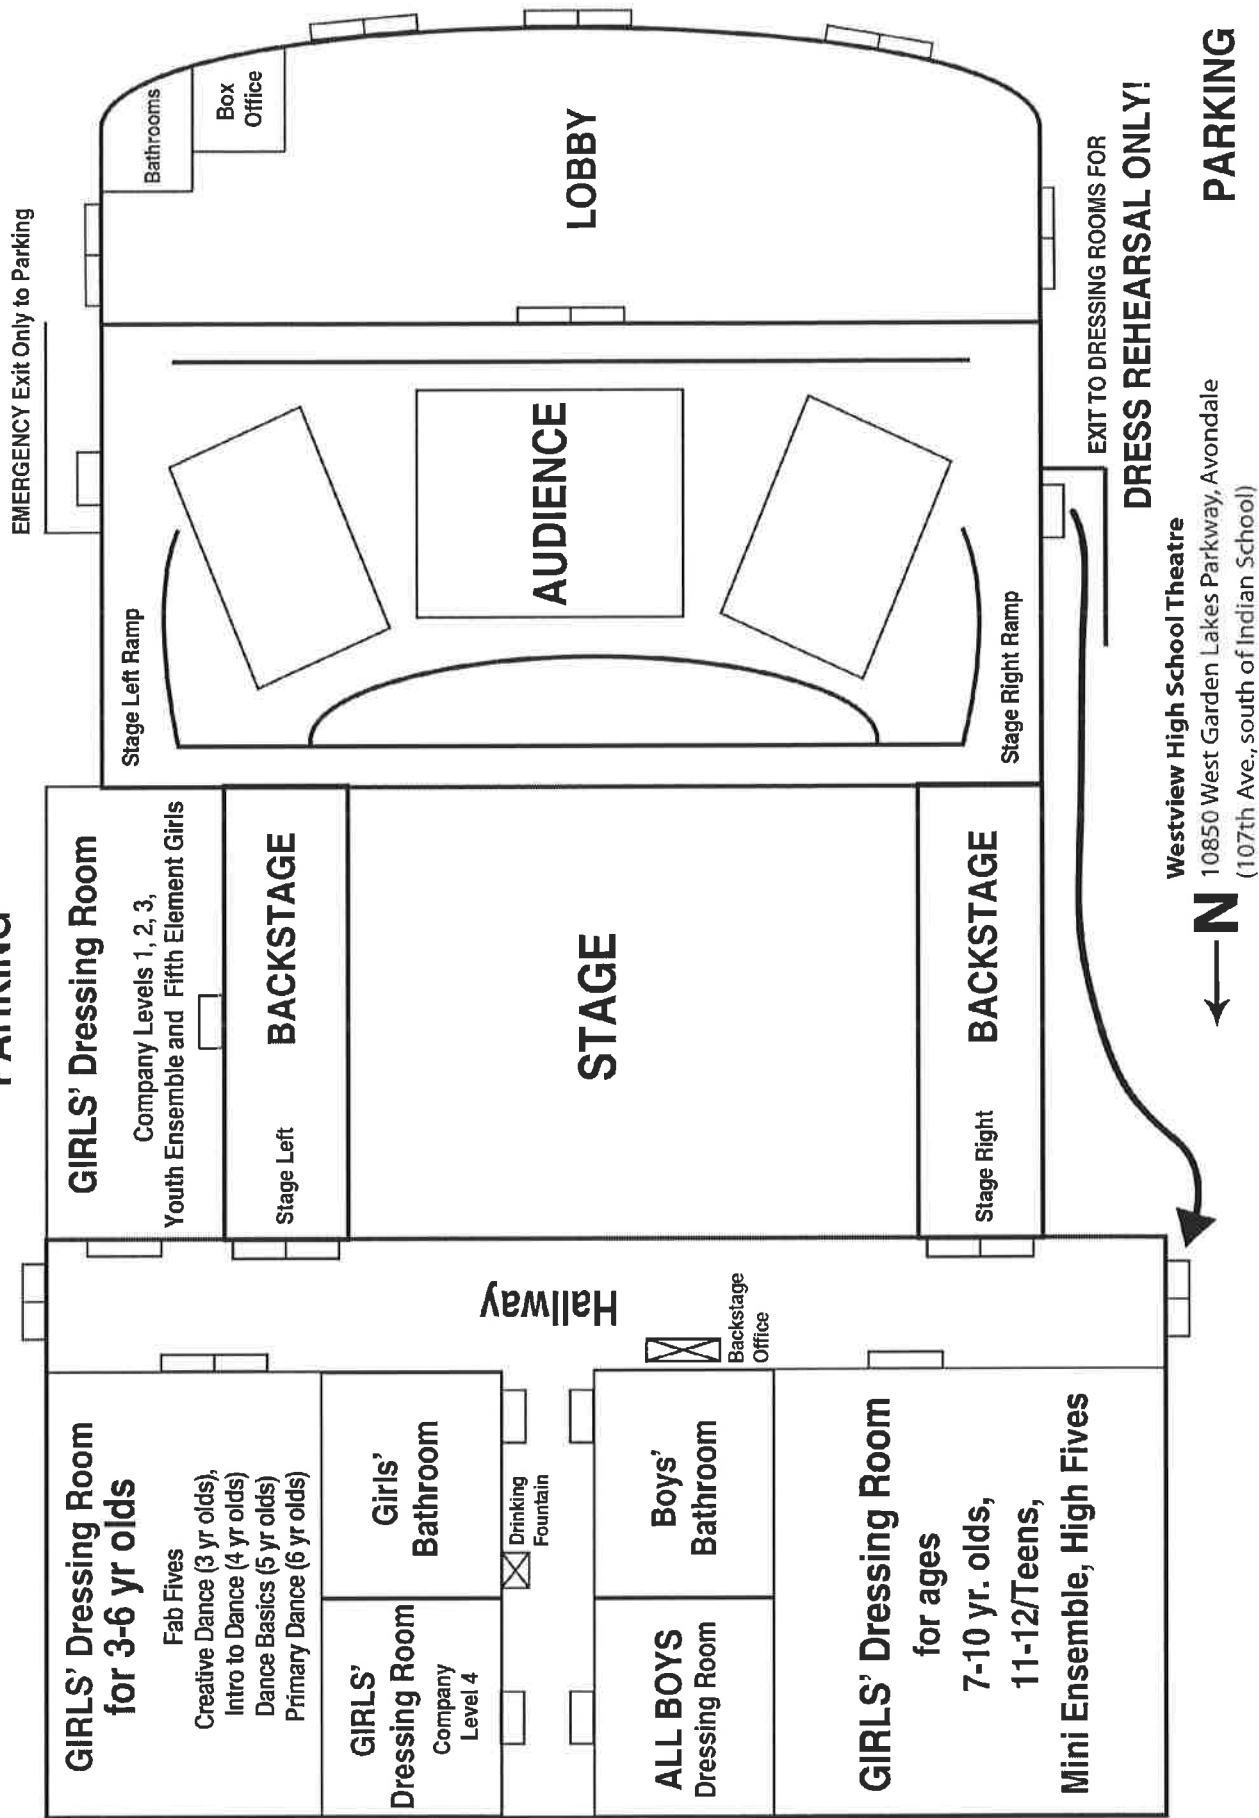 PARKING
EMERGENCY Exit Only to Parking
GIRLS' Dressing Room
for 3-6 yr olds
Fab Fives
Creative Dance (3 yr olds),
Intro to Dance (4 yr olds)
Dance Basics (5 yr olds)
Primary Dance (6 yr olds)
GIRLS' Dressing Room
Company Levels 1, 2, 3,
Youth Ensemble and Fifth Element Girls
Stage Left
BACKSTAGE
Stage Left Ramp
Bathrooms
Box
Office
GIRLS'
Dressing Room
Company
Level 4
Girls'
Bathroom
Drinking
Fountain
Hallway
STAGE
AUDIENCE
LOBBY
ALL BOYS
Dressing Room
Boys'
Bathroom
Backstage
Office
GIRLS' Dressing Room
for ages
7-10 yr. olds,
11-12/Teens,
Mini Ensemble, High Fives
Stage Right
BACKSTAGE
Stage Right Ramp
EXIT TO DRESSING ROOMS FOR
DRESS REHEARSAL ONLY!
N
Westview High School Theatre
10850 West Garden Lakes Parkway, Avondale
(107th Ave., south of Indian School)
PARKING